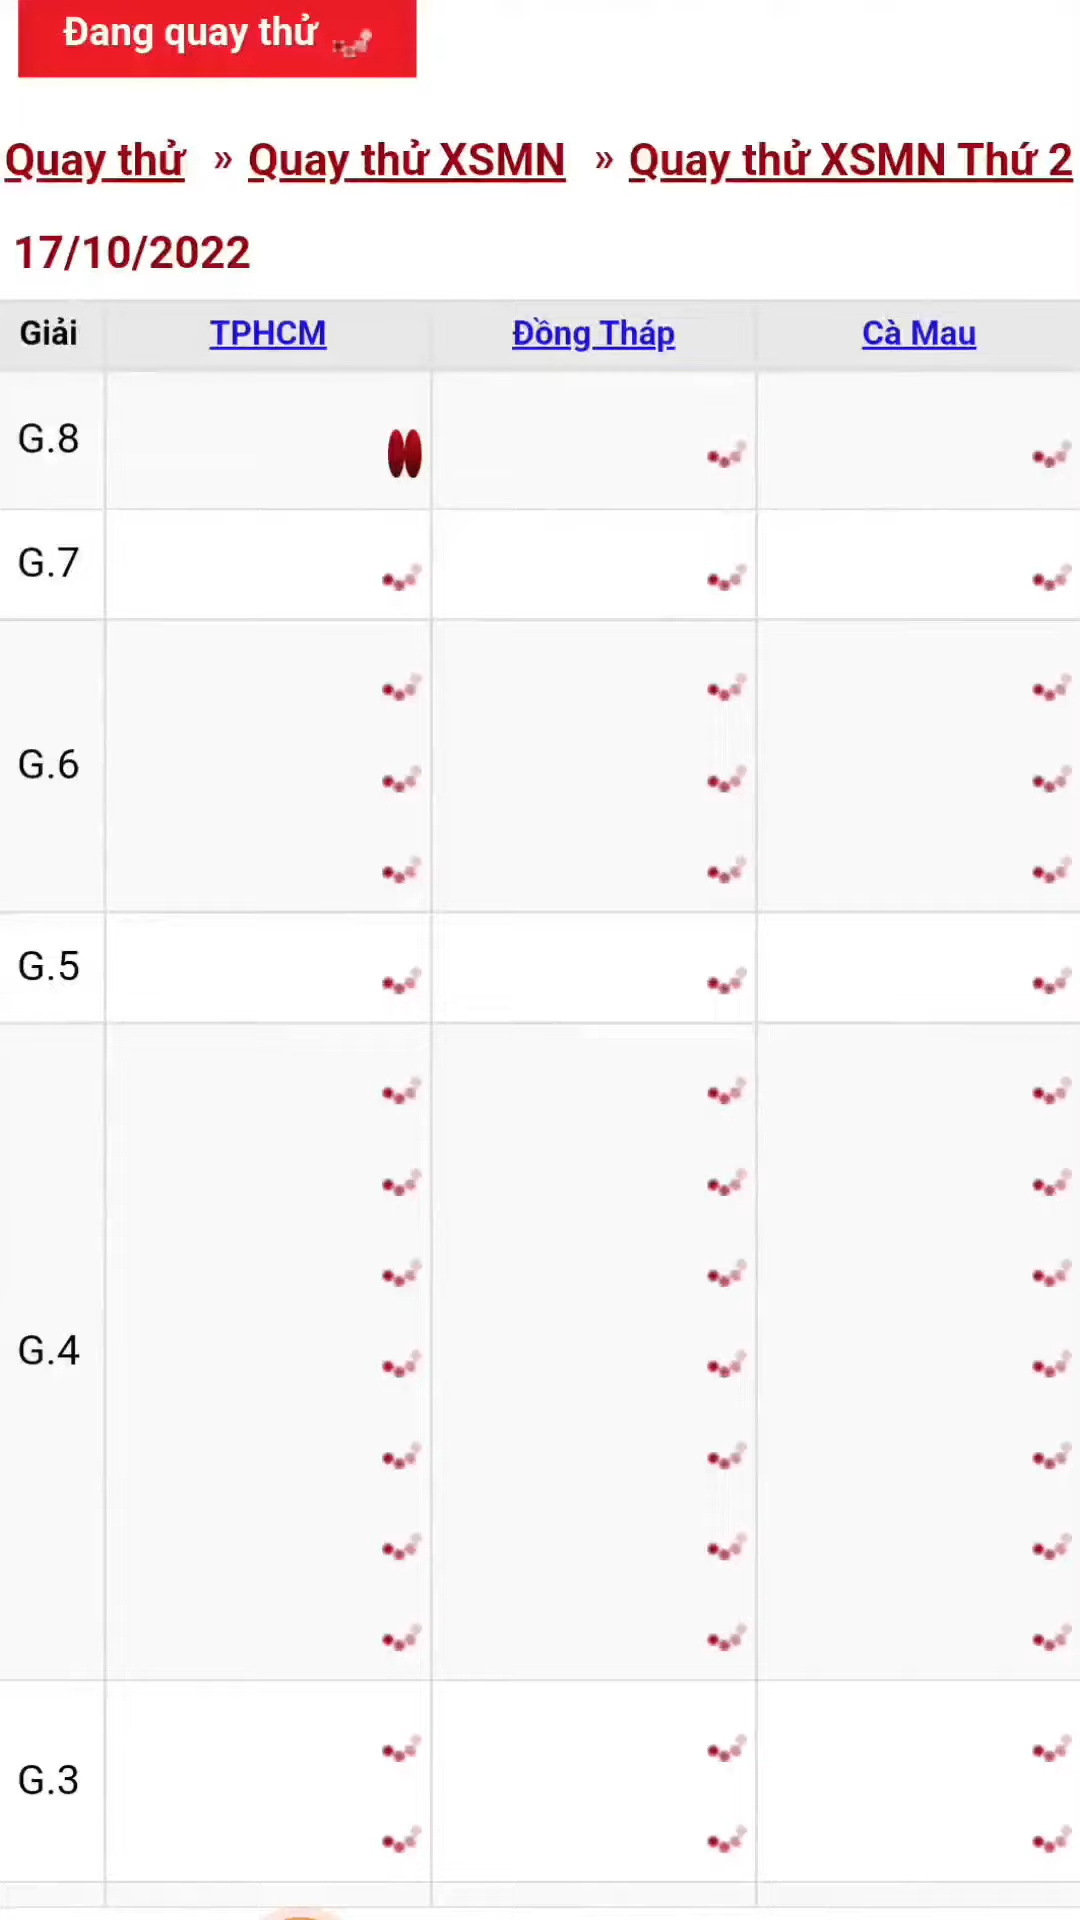 Đang quay thử
Quay thử » Quay thử XSMN » Quay thử XSMN Thứ 2
17/10/2022
Giải TPHCM Đồng Tháp Cà Mau
G.8
G.7
G.6
G.5
G.4
G.3